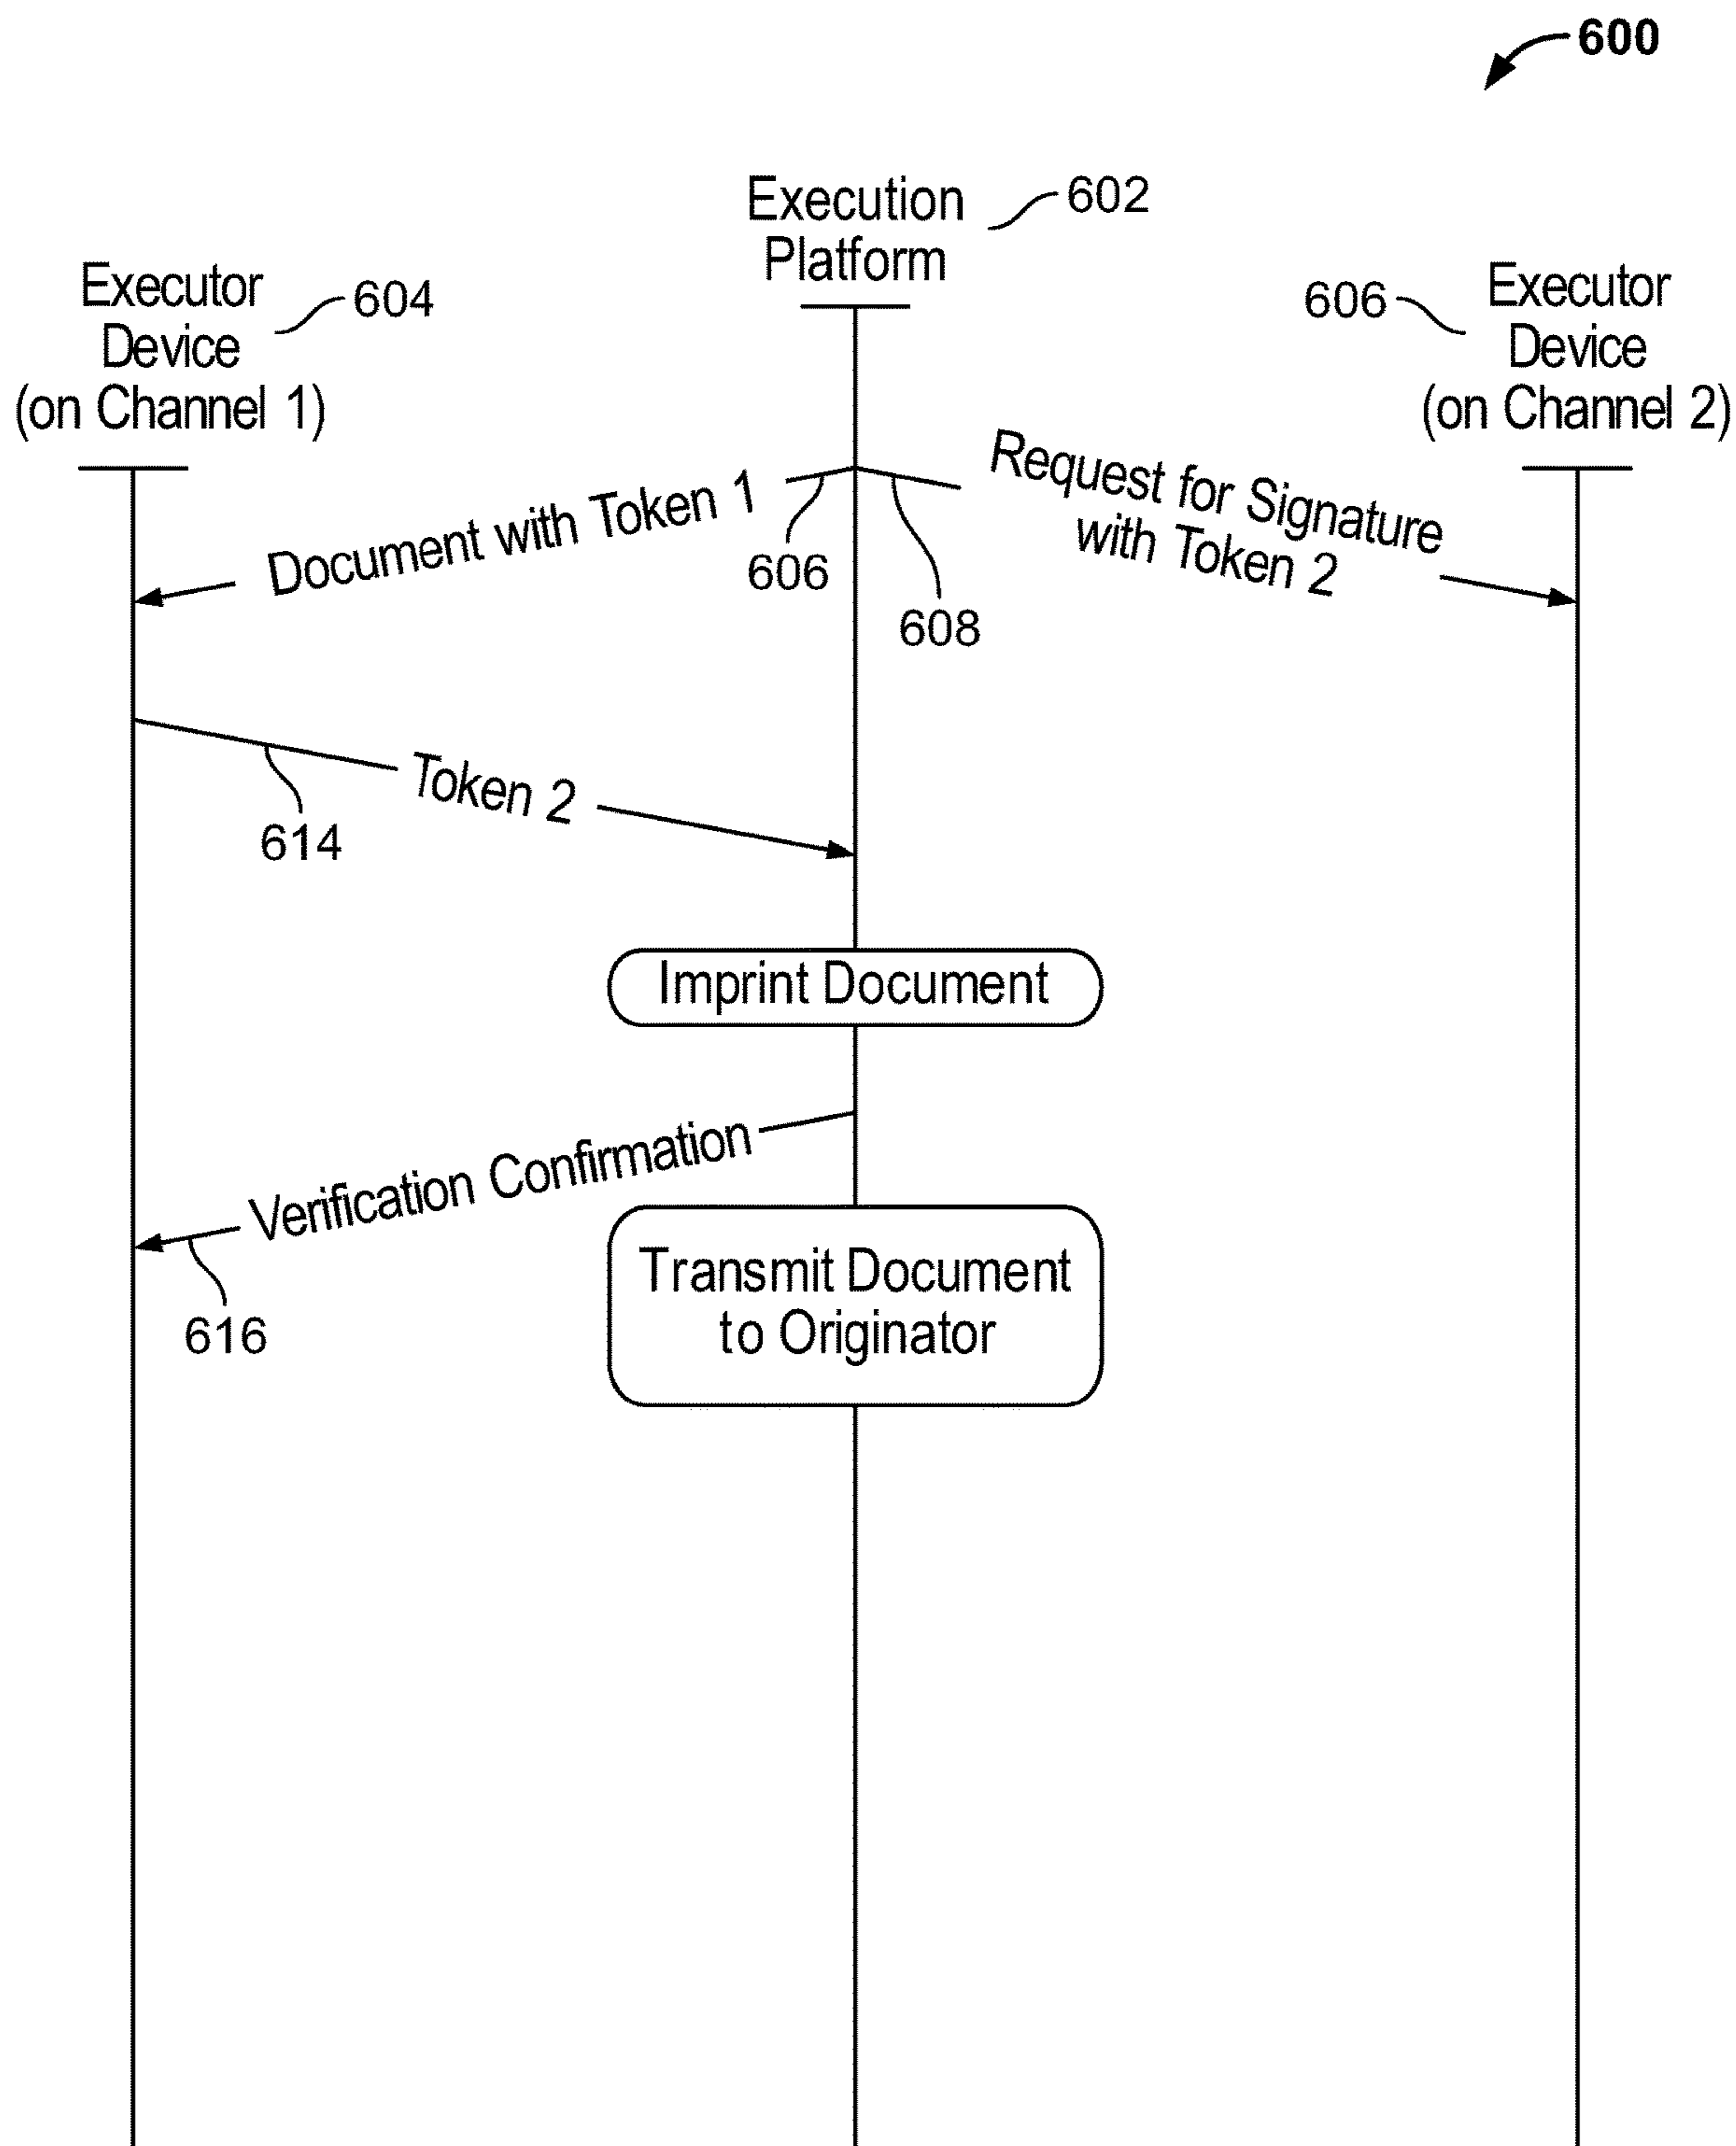 600
Execution
Platform
602
Executor
Device
(on Channel 1)
604
606
Executor
Device
(on Channel 2)
Document with Token 1
606
Request for Signature
with Token 2
608
Token 2
614
Imprint Document
Verification Confirmation
616
Transmit Document
to Originator